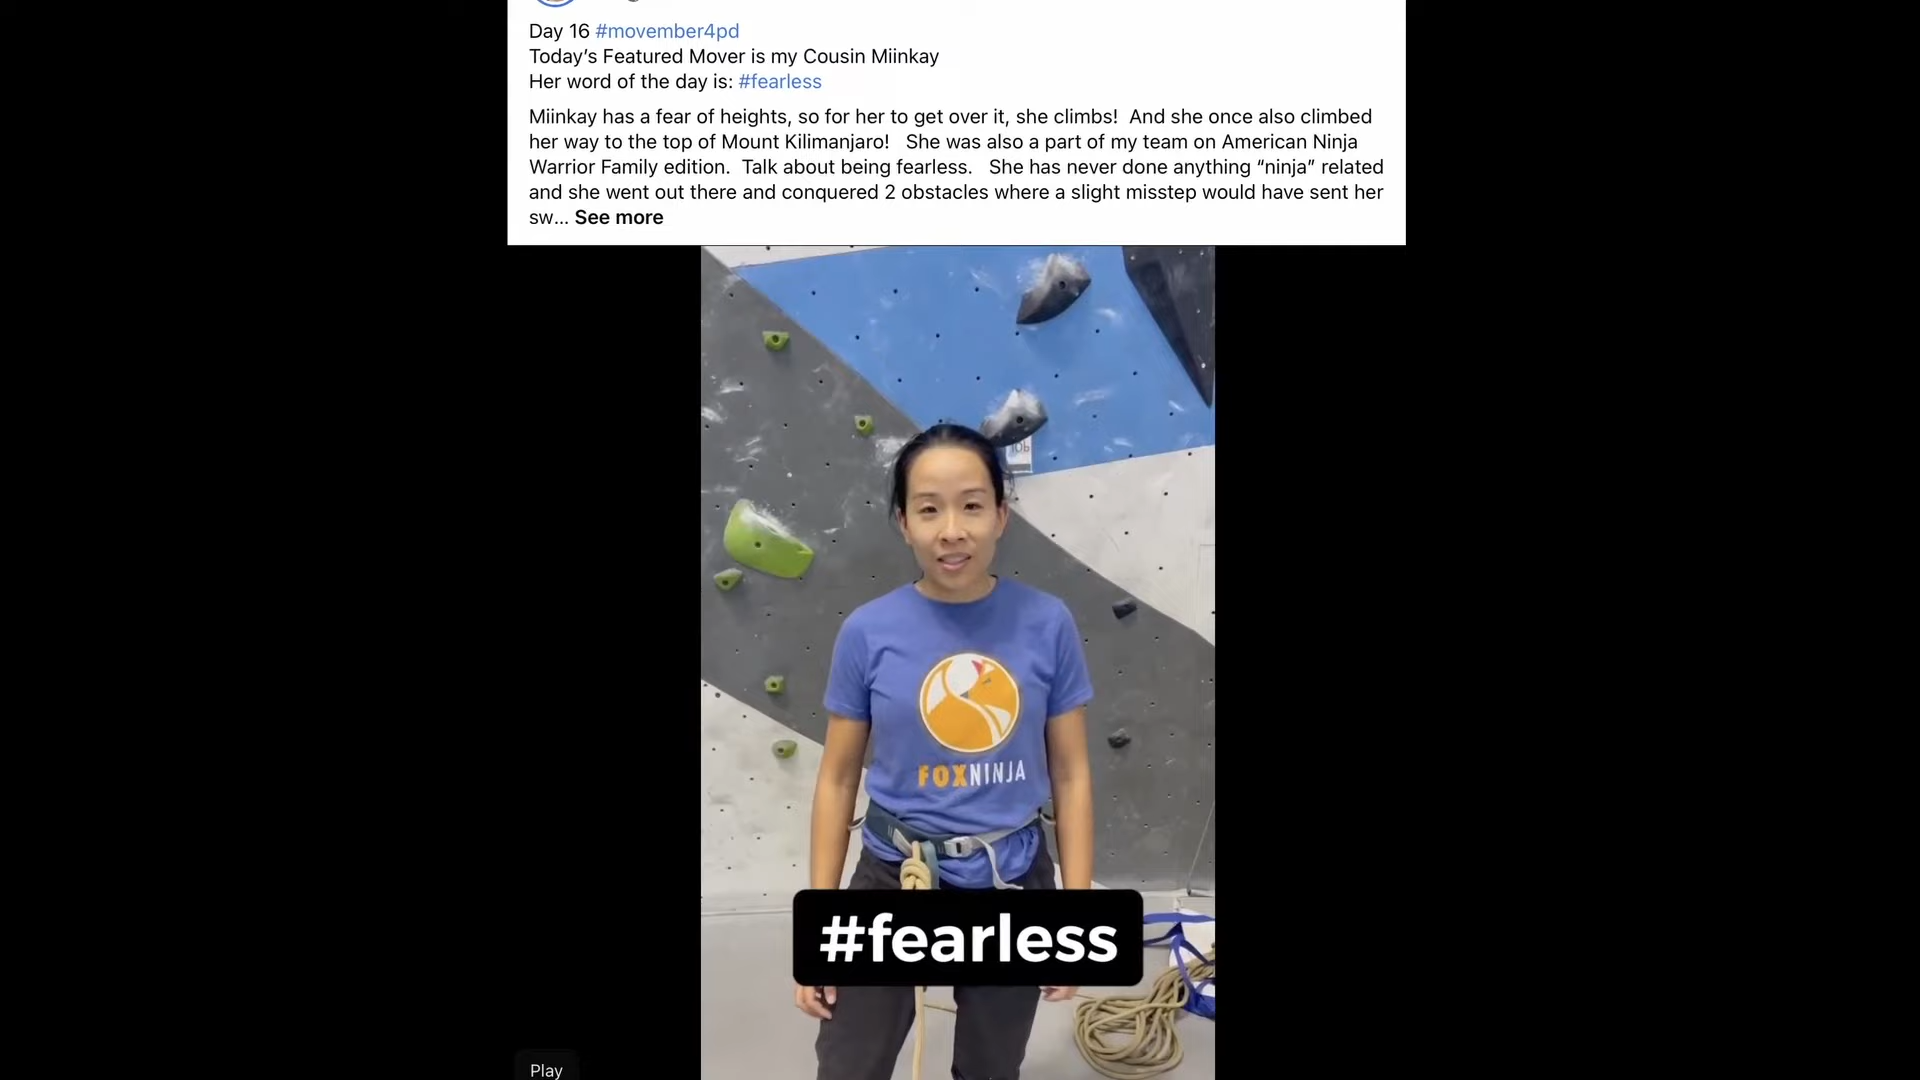 Day 16 #movember4pd
Today’s Featured Mover is my Cousin Miinkay
Her word of the day is: #fearless
Miinkay has a fear of heights, so for her to get over it, she climbs!  And she once also climbed
her way to the top of Mount Kilimanjaro!   She was also a part of my team on American Ninja
Warrior Family edition.  Talk about being fearless.   She has never done anything “ninja” related
and she went out there and conquered 2 obstacles where a slight misstep would have sent her
sw... See more
FOXNINJA
#fearless
Play